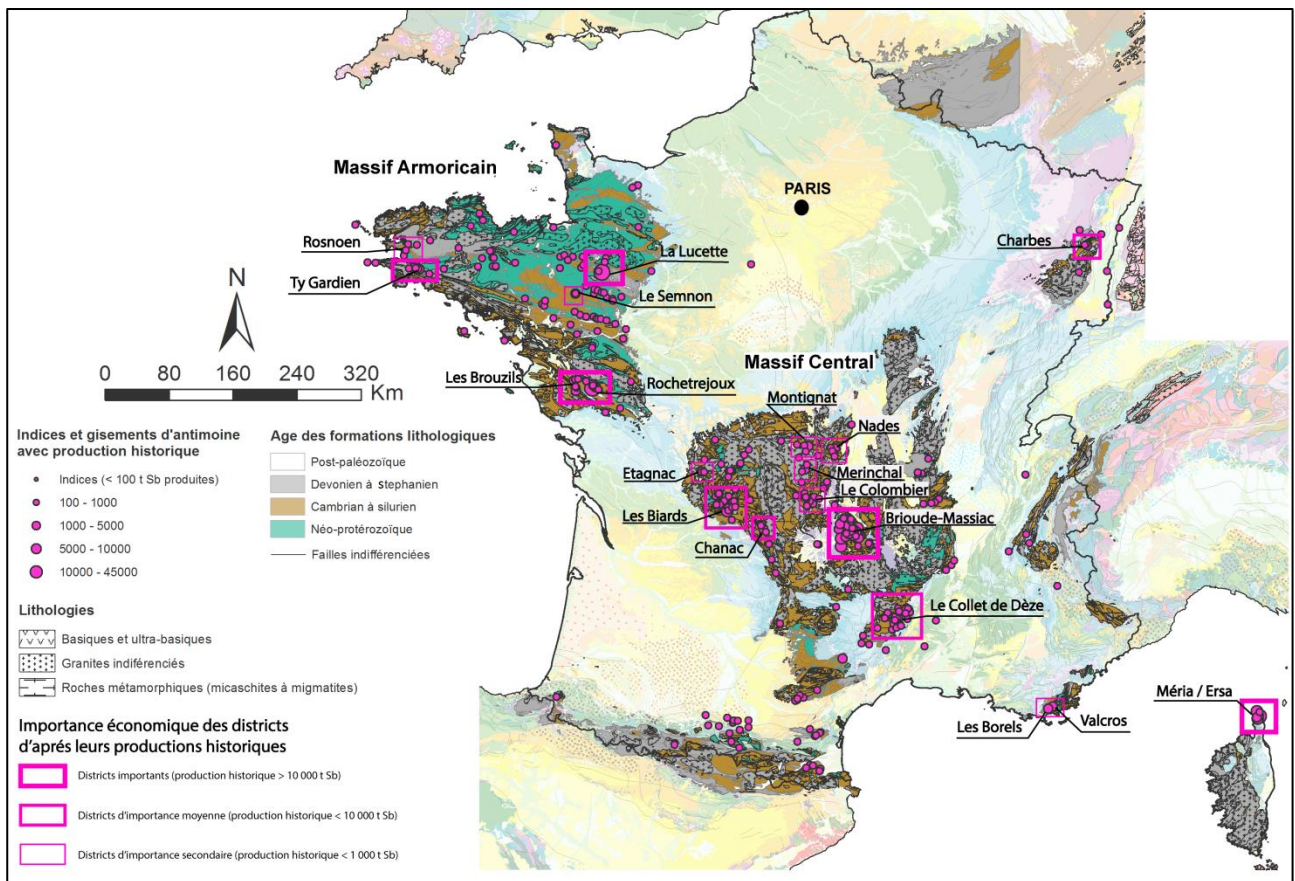 Massif Armoricain
PARIS
Rosnoen
La Lucette
Charbes
Ty Gardien
Le Semnon
N
Massif Central
0 80 160 240 320
Km
Les Brouzils
Rochetrejoux
Montignat
Nades
Etagnac
Merinchal
Le Colombier
Les Biards
Brioude-Massiac
Chanac
Le Collet de Dèze
Méria / Ersa
Les Borels
Valcros
Indices et gisements d'antimoine
avec production historique
Indices (< 100 t Sb produites)
100 - 1000
1000 - 5000
5000 - 10000
10000 - 45000
Age des formations lithologiques
Post-paléozoïque
Devonien à stephanien
Cambrian à silurien
Néo-protérozoïque
Failles indifférenciées
Lithologies
Basiques et ultra-basiques
Granites indiférenciés
Roches métamorphiques (micaschites à migmatites)
Importance économique des districts
d'aprés leurs productions historiques
Districts importants (production historique > 10 000 t Sb)
Districts d'importance moyenne (production historique < 10 000 t Sb)
Districts d'importance secondaire (production historique < 1 000 t Sb)